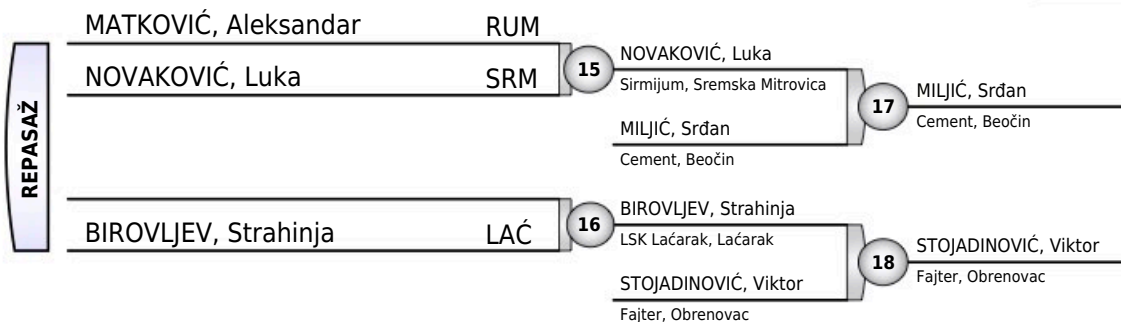 REPASAŽ
MATKOVIĆ, Aleksandar RUM
NOVAKOVIĆ, Luka SRM
15
NOVAKOVIĆ, Luka
Sirmijum, Sremska Mitrovica
MILJIĆ, Srđan
Cement, Beočin
17
MILJIĆ, Srđan
Cement, Beočin
BIROVLJEV, Strahinja LAĆ
16
BIROVLJEV, Strahinja
LSK Laćarak, Laćarak
STOJADINOVIĆ, Viktor
Fajter, Obrenovac
18
STOJADINOVIĆ, Viktor
Fajter, Obrenovac